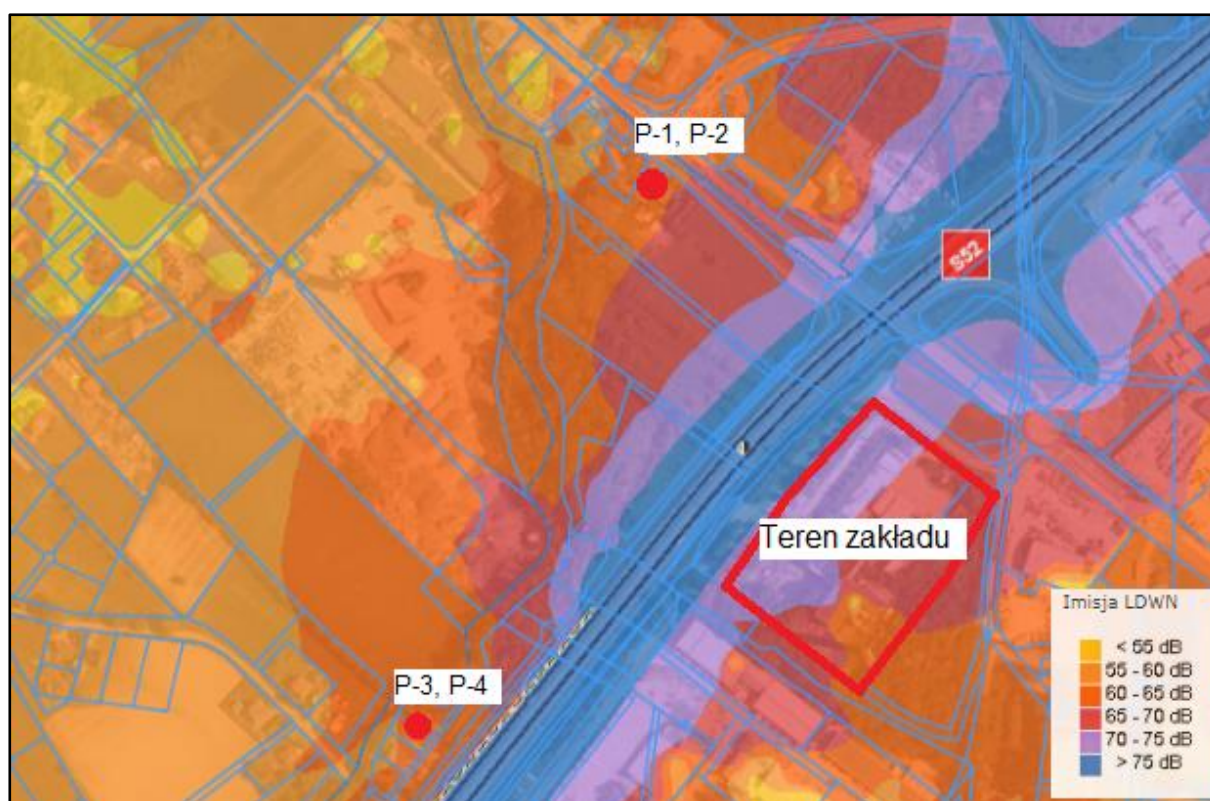 P-1, P-2
S52
Teren zakładu
P-3, P-4
Imisja LDWN
< 55 dB
55 - 60 dB
60 - 65 dB
65 - 70 dB
70 - 75 dB
> 75 dB